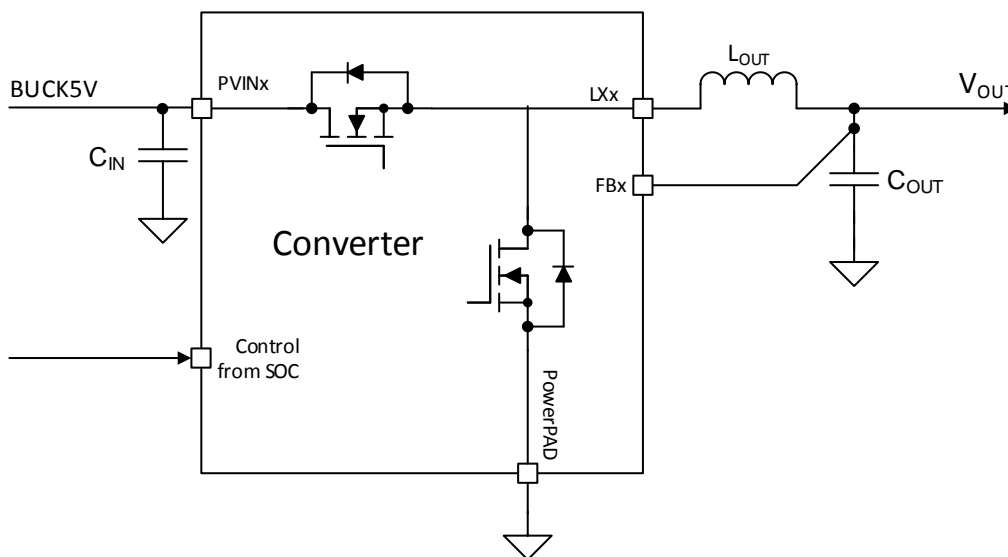 BUCK5V
PVINx
LXx
LOUT
VOUT
CIN
FBx
COUT
Converter
Control
from SOC
PowerPAD